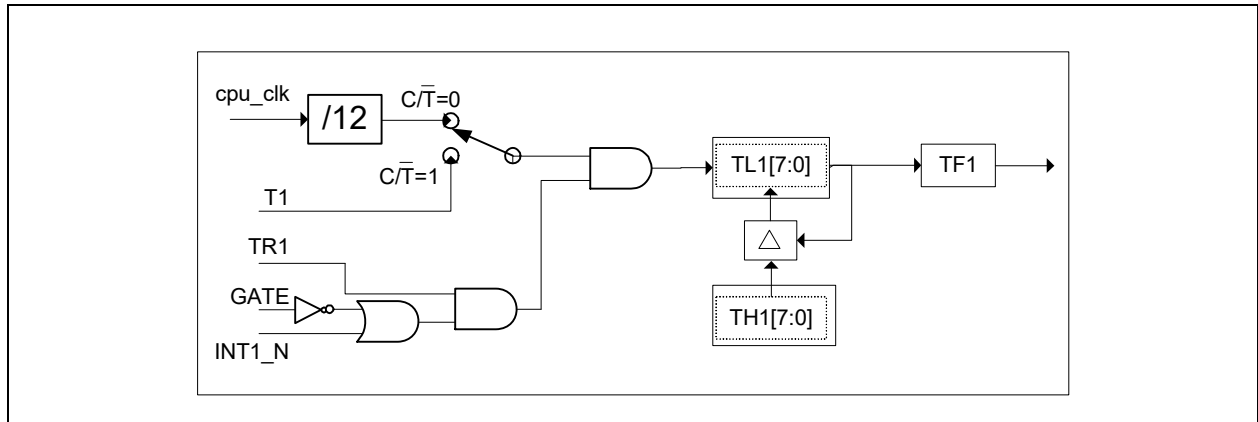 cpu_clk
/12
C/T̅=0
C/T̅=1
T1
TR1
GATE
INT1_N
TL1[7:0]
TF1
△
TH1[7:0]